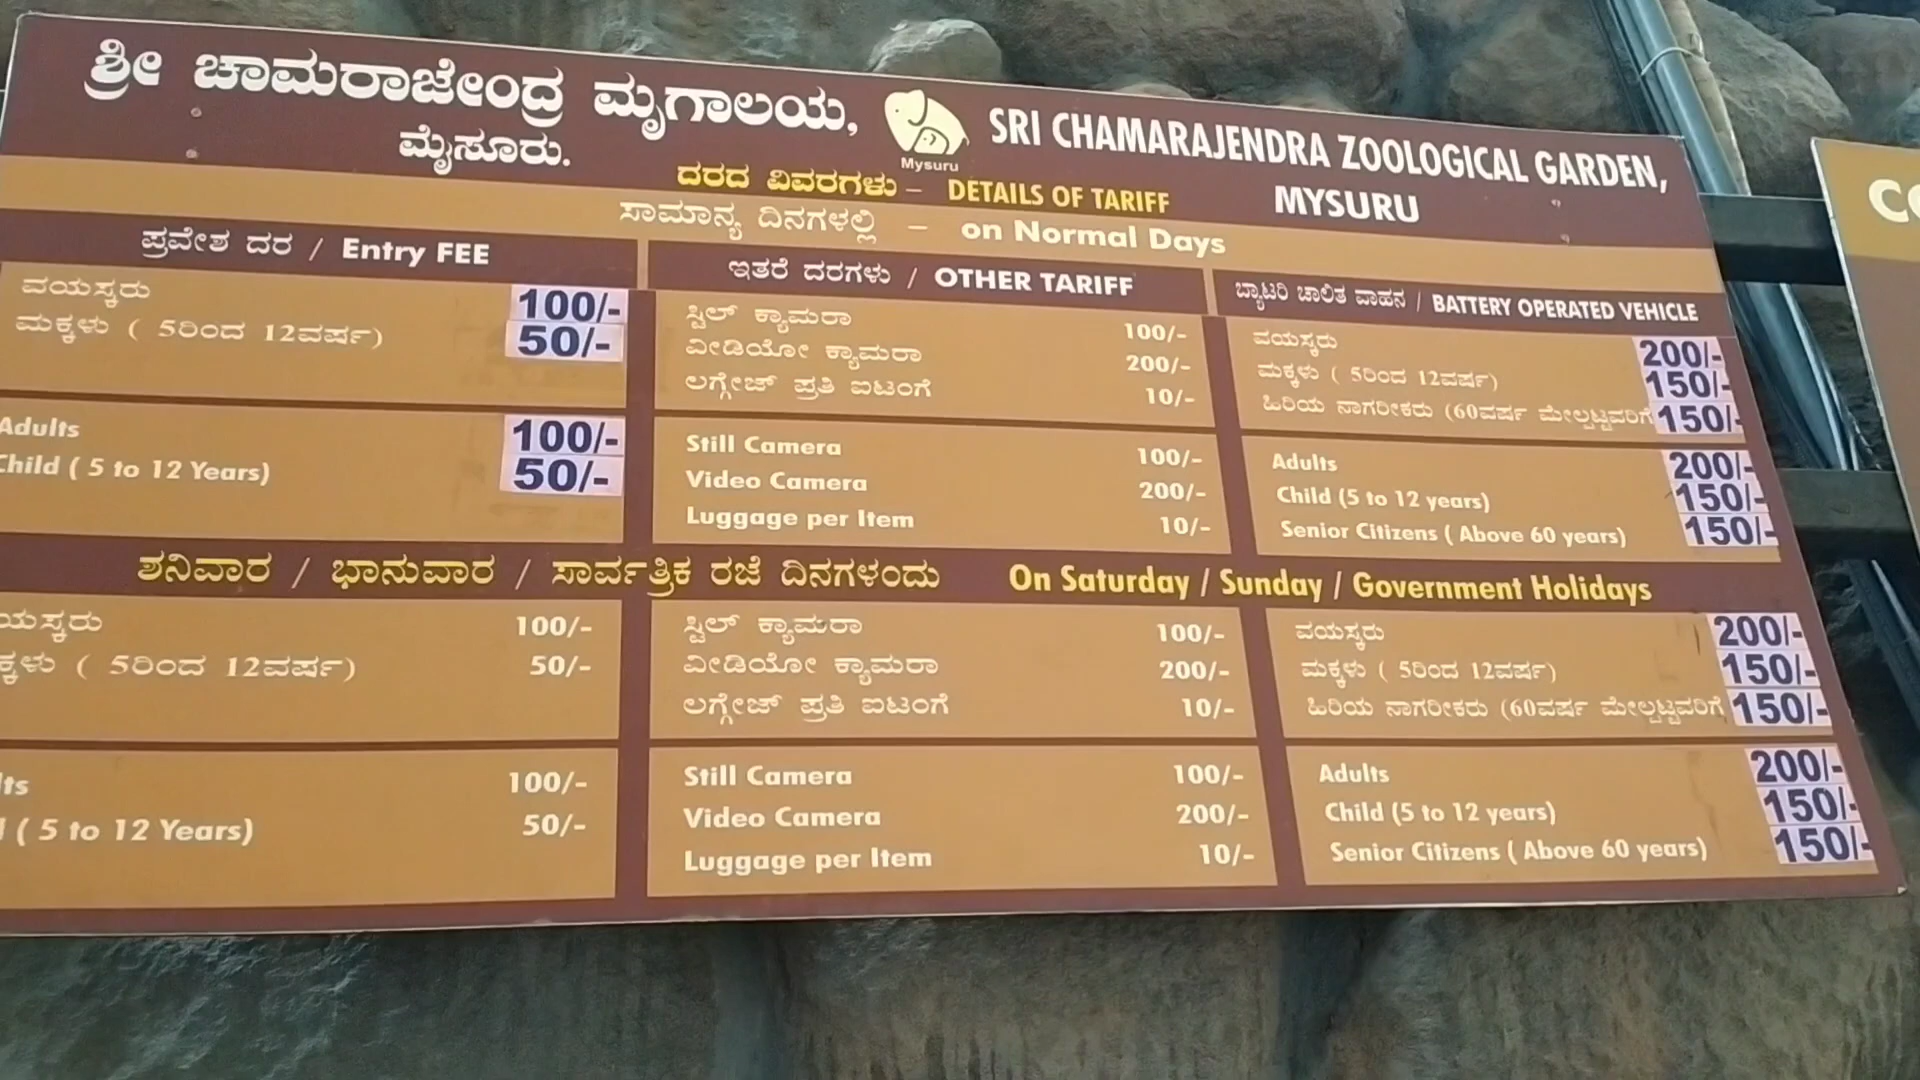 ಶ್ರೀ ಚಾಮರಾಜೇಂದ್ರ ಮೃಗಾಲಯ,
ಮೈಸೂರು.
Mysuru
SRI CHAMARAJENDRA ZOOLOGICAL GARDEN,
MYSURU
ದರದ ವಿವರಗಳು – DETAILS OF TARIFF
ಸಾಮಾನ್ಯ ದಿನಗಳಲ್ಲಿ – on Normal Days
ಪ್ರವೇಶ ದರ / Entry FEE
ವಯಸ್ಕರು 100/-
ಮಕ್ಕಳು ( 5ರಿಂದ 12ವರ್ಷ) 50/-
Adults 100/-
Child ( 5 to 12 Years) 50/-
ಇತರೆ ದರಗಳು / OTHER TARIFF
ಸ್ಟಿಲ್ ಕ್ಯಾಮರಾ 100/-
ವೀಡಿಯೋ ಕ್ಯಾಮರಾ 200/-
ಲಗ್ಗೇಜ್ ಪ್ರತಿ ಐಟಂಗೆ 10/-
Still Camera 100/-
Video Camera 200/-
Luggage per Item 10/-
ಬ್ಯಾಟರಿ ಚಾಲಿತ ವಾಹನ / BATTERY OPERATED VEHICLE
ವಯಸ್ಕರು 200/-
ಮಕ್ಕಳು ( 5ರಿಂದ 12ವರ್ಷ) 150/-
ಹಿರಿಯ ನಾಗರೀಕರು (60ವರ್ಷ ಮೇಲ್ಪಟ್ಟವರಿಗೆ 150/-
Adults 200/-
Child (5 to 12 years) 150/-
Senior Citizens ( Above 60 years) 150/-
ಶನಿವಾರ / ಭಾನುವಾರ / ಸಾರ್ವತ್ರಿಕ ರಜೆ ದಿನಗಳಂದು On Saturday / Sunday / Government Holidays
ಯಸ್ಕರು 100/-
ಕ್ಕಳು ( 5ರಿಂದ 12ವರ್ಷ) 50/-
lts 100/-
( 5 to 12 Years) 50/-
ಸ್ಟಿಲ್ ಕ್ಯಾಮರಾ 100/-
ವೀಡಿಯೋ ಕ್ಯಾಮರಾ 200/-
ಲಗ್ಗೇಜ್ ಪ್ರತಿ ಐಟಂಗೆ 10/-
Still Camera 100/-
Video Camera 200/-
Luggage per Item 10/-
ವಯಸ್ಕರು 200/-
ಮಕ್ಕಳು ( 5ರಿಂದ 12ವರ್ಷ) 150/-
ಹಿರಿಯ ನಾಗರೀಕರು (60ವರ್ಷ ಮೇಲ್ಪಟ್ಟವರಿಗೆ 150/-
Adults 200/-
Child (5 to 12 years) 150/-
Senior Citizens ( Above 60 years) 150/-